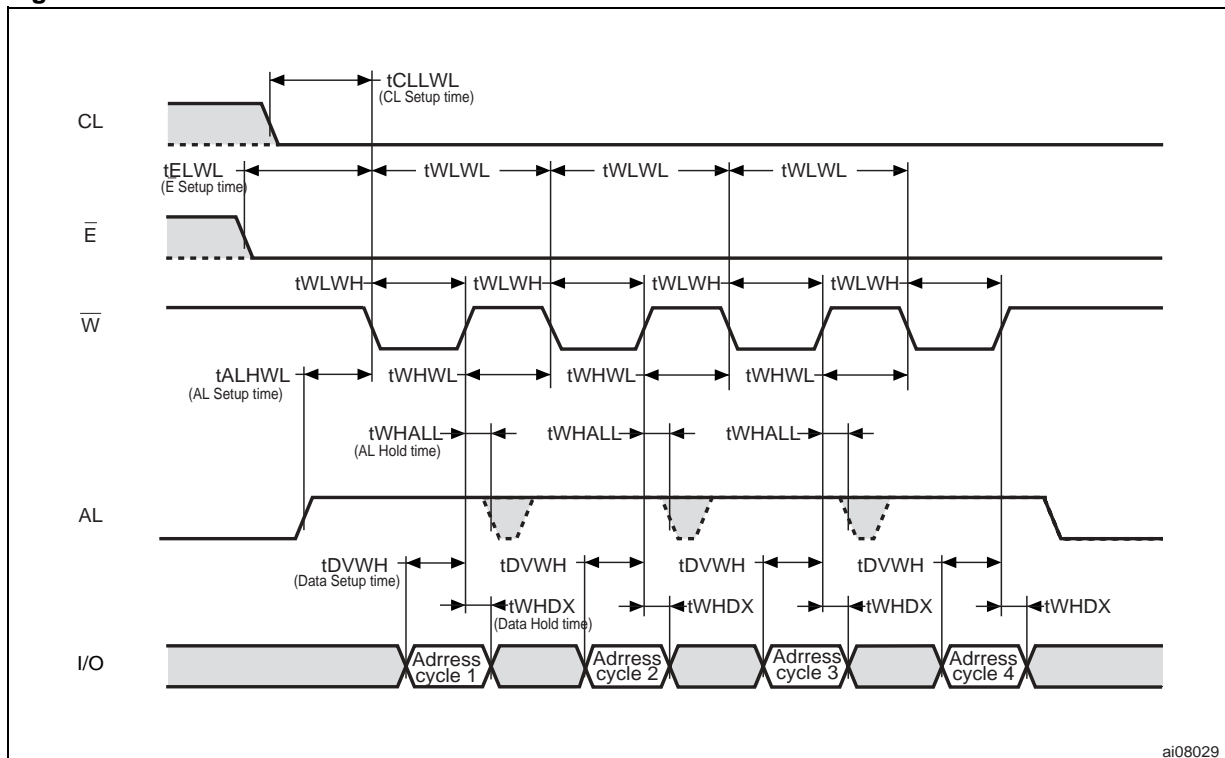 tCLLWL
(CL Setup time)
CL
tELWL
(E Setup time)
tWLWL
tWLWL
tWLWL
E
tWLWH
tWLWH
tWLWH
tWLWH
W
tALHWL
(AL Setup time)
tWHWL
tWHWL
tWHWL
tWHALL
(AL Hold time)
tWHALL
tWHALL
AL
tDVWH
(Data Setup time)
tDVWH
tDVWH
tDVWH
tWHDX
(Data Hold time)
tWHDX
tWHDX
tWHDX
I/O
Adrress
cycle 1
Adrress
cycle 2
Adrress
cycle 3
Adrress
cycle 4
ai08029